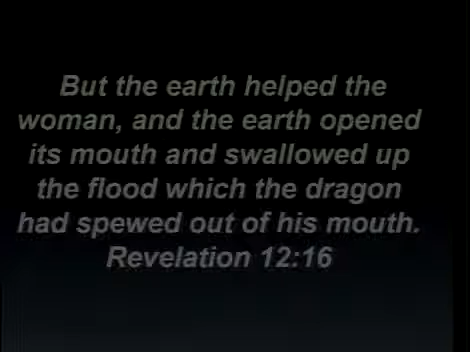 But the earth helped the
woman, and the earth opened
its mouth and swallowed up
the flood which the dragon
had spewed out of his mouth.
Revelation 12:16